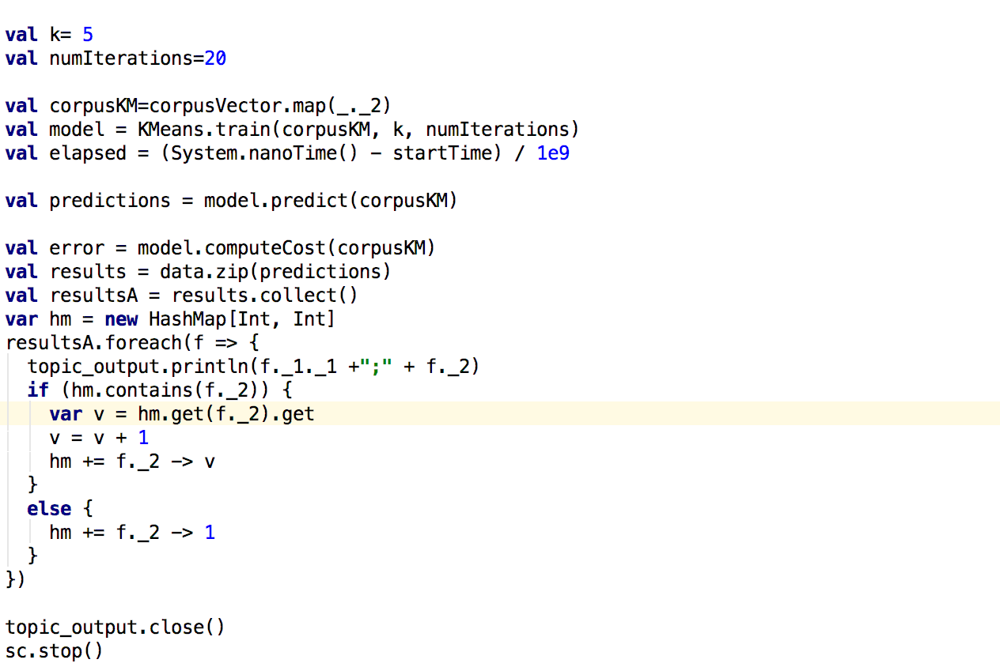 val k= 5
val numIterations=20
val corpusKM=corpusVector.map(_._2)
val model = KMeans.train(corpusKM, k, numIterations)
val elapsed = (System.nanoTime() - startTime) / 1e9
val predictions = model.predict(corpusKM)
val error = model.computeCost(corpusKM)
val results = data.zip(predictions)
val resultsA = results.collect()
var hm = new HashMap[Int, Int]
resultsA.foreach(f => {
  topic_output.println(f._1._1 +";" + f._2)
  if (hm.contains(f._2)) {
    var v = hm.get(f._2).get
    v = v + 1
    hm += f._2 -> v
  }
  else {
    hm += f._2 -> 1
  }
})
topic_output.close()
sc.stop()